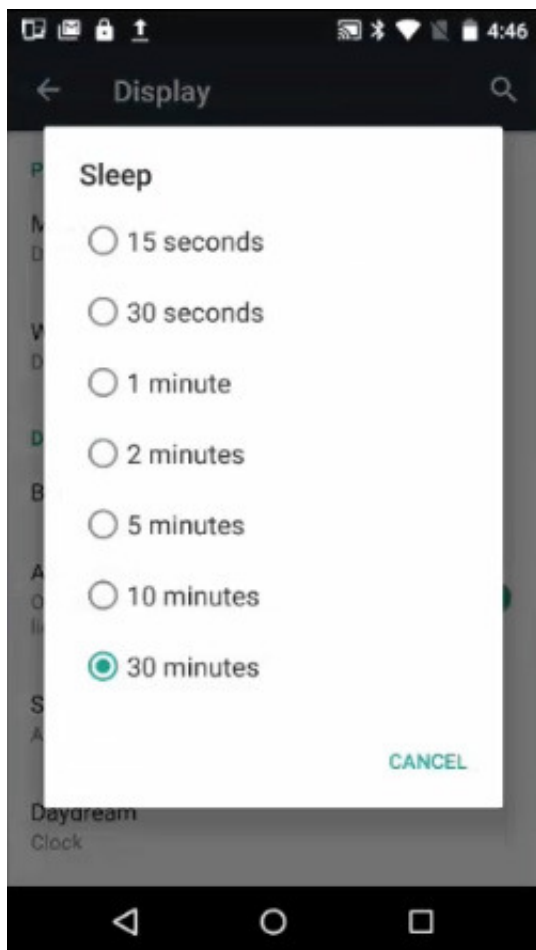 4:46
Display
Sleep
15 seconds
30 seconds
1 minute
2 minutes
5 minutes
10 minutes
30 minutes
CANCEL
Daydream
Clock